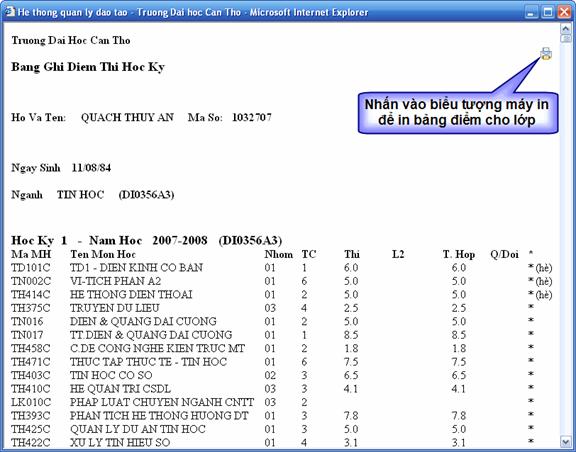 He thong quan ly dao tao - Truong Dai hoc Can Tho - Microsoft Internet Explorer
Truong Dai Hoc Can Tho
Bang Ghi Diem Thi Hoc Ky
Nhấn vào biểu tượng máy in
để in bảng điểm cho lớp
Ho Va Ten: QUACH THUY AN Ma So: 1032707
Ngay Sinh 11/08/84
Nganh TIN HOC (DI0356A3)
Hoc Ky 1 - Nam Hoc 2007-2008 (DI0356A3)
Ma MH Ten Mon Hoc Nhom TC Thi L2 T. Hop Q/Doi *
TD101C TD1 - DIEN KINH CO BAN 01 1 6.0 6.0 * (hè)
TN002C VI-TICH PHAN A2 01 6 5.0 5.0 * (hè)
TH414C HE THONG DIEN THOAI 01 2 5.0 5.0 * (hè)
TH375C TRUYEN DU LIEU 03 4 2.5 2.5 *
TN016 DIEN & QUANG DAI CUONG 01 2 5.0 5.0 *
TN017 TT.DIEN & QUANG DAI CUONG 01 1 8.5 8.5 *
TH458C C.DE CONG NGHE KIEN TRUC MT 01 2 1.8 1.8 *
TH471C THUC TAP THUC TE - TIN HOC 01 6 7.5 7.5 *
TH403C TIN HOC CO SO 02 3 6.5 6.5 *
TH410C HE QUAN TRI CSDL 03 3 4.1 4.1 *
LK010C PHAP LUAT CHUYEN NGANH CNTT 03 2 *
TH393C PHAN TICH HE THONG HUONG DT 01 3 7.8 7.8 *
TH425C QUAN LY DU AN TIN HOC 01 3 5.0 5.0 *
TH422C XU LY TIN HIEU SO 01 4 3.1 3.1 *